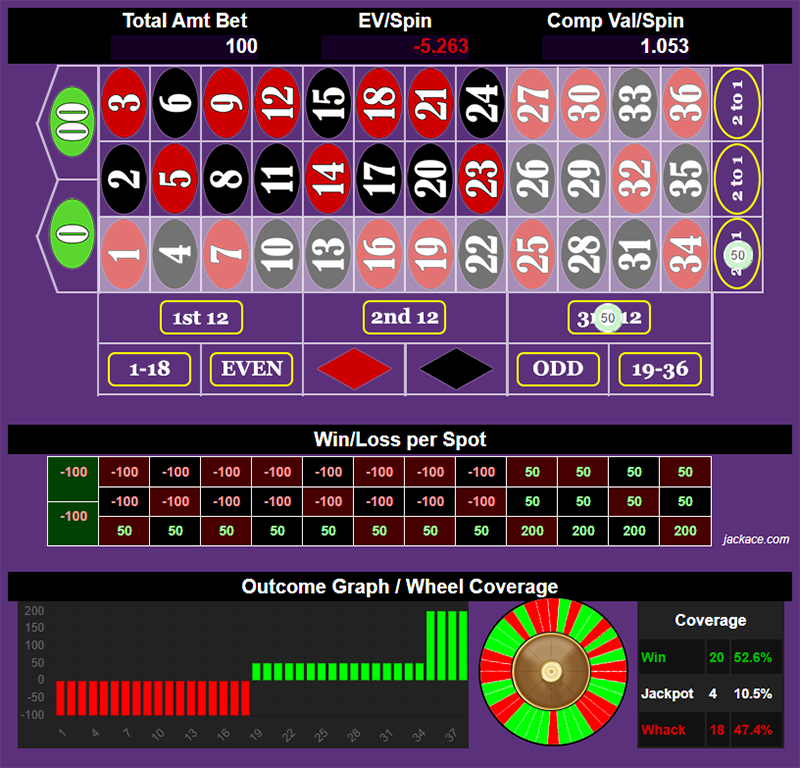 Total Amt Bet EV/Spin Comp Val/Spin
100 -5.263 1.053
00 3 6 9 12 15 18 21 24 27 30 33 36 2 to 1
2 5 8 11 14 17 20 23 26 29 32 35 2 to 1
0 1 4 7 10 13 16 19 22 25 28 31 34 2 1 50
1st 12 2nd 12 3 12 50
1-18 EVEN ODD 19-36
Win/Loss per Spot
-100 -100 -100 -100 -100 -100 -100 -100 -100 50 50 50 50
-100 -100 -100 -100 -100 -100 -100 -100 -100 50 50 50 50
50 50 50 50 50 50 50 50 200 200 200 200
jackace.com
Outcome Graph / Wheel Coverage
200
150
100
50
0
-50
-100
1 4 7 10 13 16 19 22 25 28 31 34 37
Coverage
Win 20 52.6%
Jackpot 4 10.5%
Whack 18 47.4%